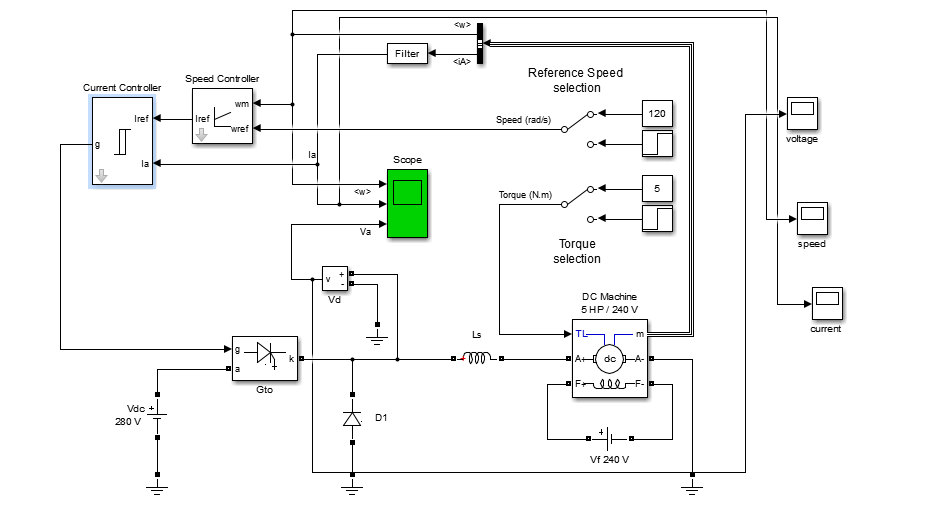 <w>
Filter
<iA>
Reference Speed
selection
Current Controller
Speed Controller
Iref
g
Ia
Iref
wm
wref
Speed (rad/s)
120
voltage
Ia
Scope
<w>
Va
Torque (N.m)
5
Torque
selection
speed
v
+
-
Vd
DC Machine
5 HP / 240 V
current
TL
m
A+
dc
A-
F+
F-
Ls
g
a
k
Gto
Vdc +
280 V
D1
+
Vf 240 V